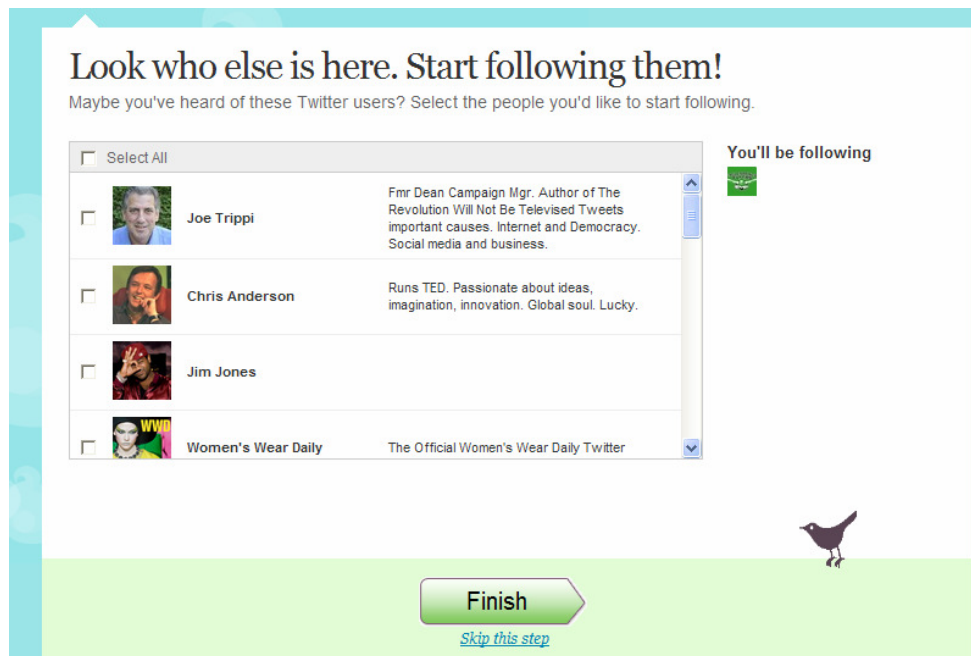 Look who else is here. Start following them!
Maybe you've heard of these Twitter users? Select the people you'd like to start following.
Select All
You'll be following
Joe Trippi
Fmr Dean Campaign Mgr. Author of The
Revolution Will Not Be Televised Tweets
important causes. Internet and Democracy.
Social media and business.
Chris Anderson
Runs TED. Passionate about ideas,
imagination, innovation. Global soul. Lucky.
Jim Jones
WWD
Women's Wear Daily
The Official Women's Wear Daily Twitter
Finish
Skip this step